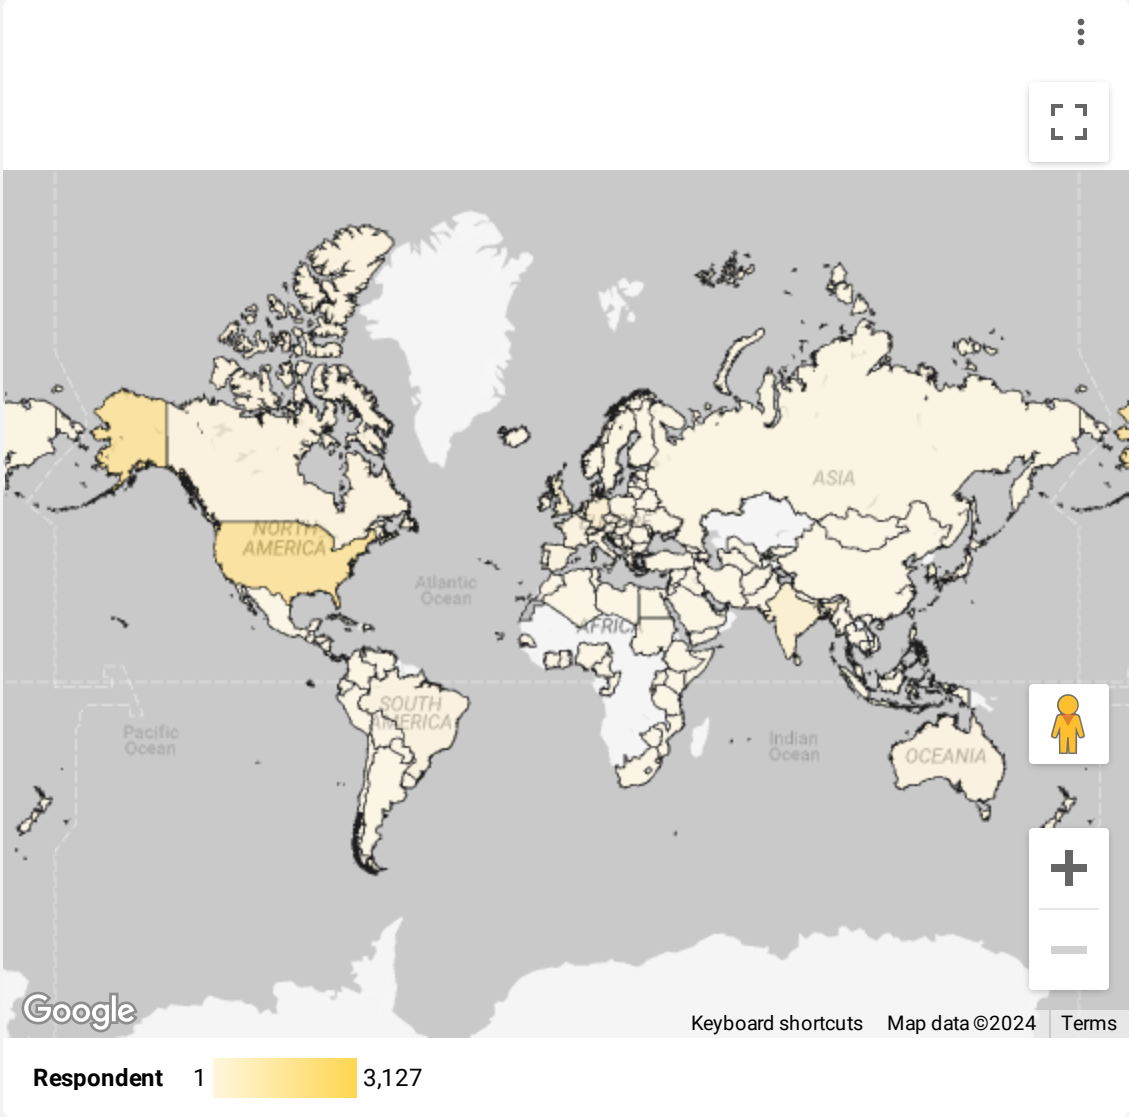 ASIA
NORTH
AMERICA
EUROPE
Atlantic
Ocean
AFRICA
SOUTH
AMERICA
Pacific
Ocean
Indian
Ocean
OCEANIA
Google
Keyboard shortcuts
Map data ©2024
Terms
Respondent
1
3,127